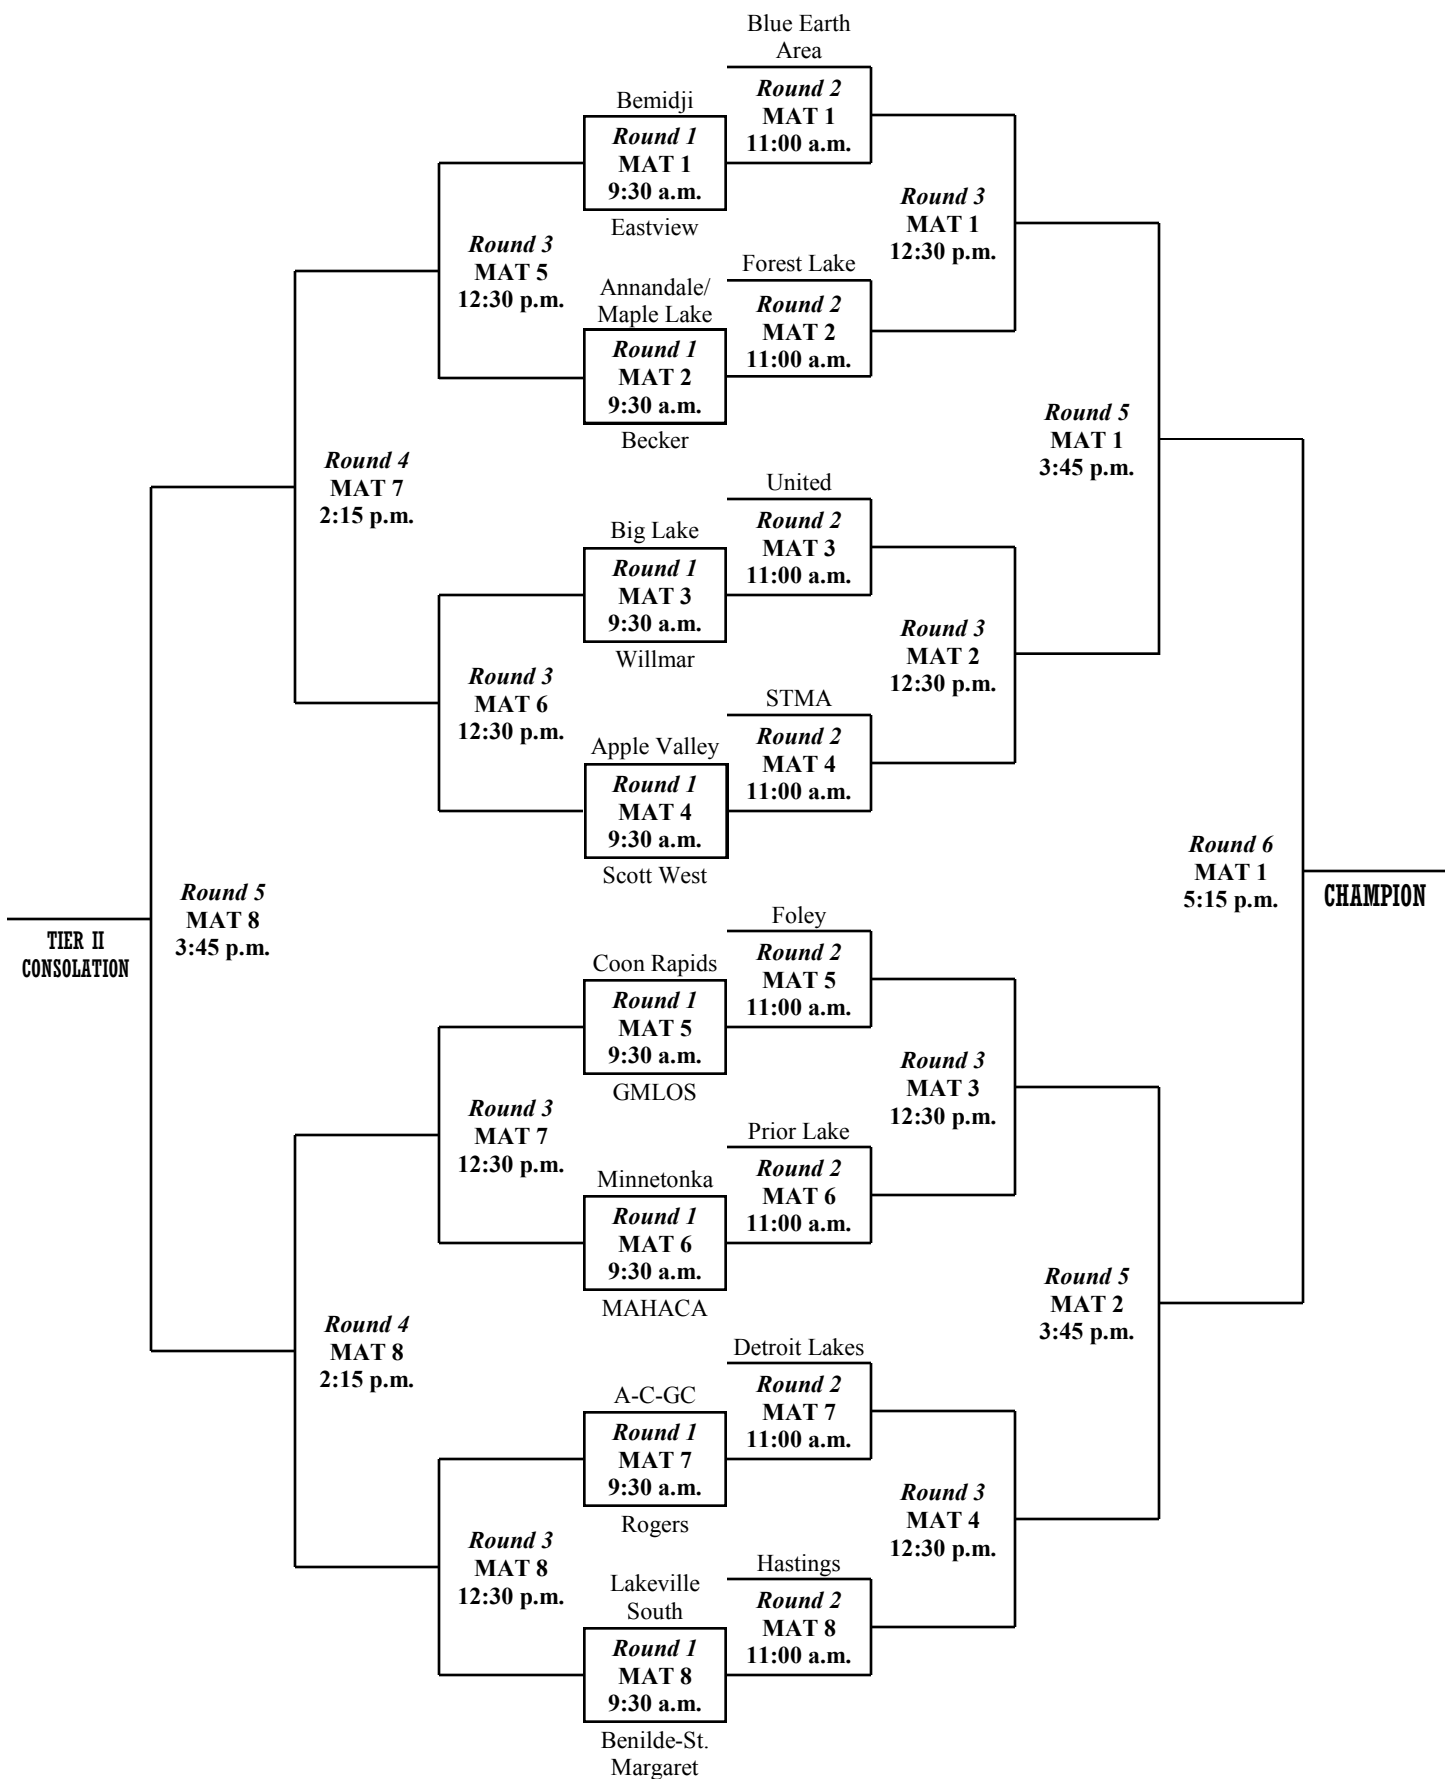 Blue Earth
Area
Round 2
MAT 1
11:00 a.m.
Bemidji
Round 1
MAT 1
9:30 a.m.
Eastview
Round 3
MAT 1
12:30 p.m.
Round 3
MAT 5
12:30 p.m.
Forest Lake
Round 2
MAT 2
11:00 a.m.
Annandale/
Maple Lake
Round 1
MAT 2
9:30 a.m.
Becker
Round 5
MAT 1
3:45 p.m.
Round 4
MAT 7
2:15 p.m.
United
Round 2
MAT 3
11:00 a.m.
Big Lake
Round 1
MAT 3
9:30 a.m.
Willmar
Round 3
MAT 2
12:30 p.m.
Round 3
MAT 6
12:30 p.m.
STMA
Round 2
MAT 4
11:00 a.m.
Apple Valley
Round 1
MAT 4
9:30 a.m.
Scott West
Round 6
MAT 1
5:15 p.m.
CHAMPION
Round 5
MAT 8
3:45 p.m.
TIER II
CONSOLATION
Foley
Round 2
MAT 5
11:00 a.m.
Coon Rapids
Round 1
MAT 5
9:30 a.m.
GMLOS
Round 3
MAT 3
12:30 p.m.
Round 3
MAT 7
12:30 p.m.
Prior Lake
Round 2
MAT 6
11:00 a.m.
Minnetonka
Round 1
MAT 6
9:30 a.m.
MAHACA
Round 5
MAT 2
3:45 p.m.
Round 4
MAT 8
2:15 p.m.
Detroit Lakes
Round 2
MAT 7
11:00 a.m.
A-C-GC
Round 1
MAT 7
9:30 a.m.
Rogers
Round 3
MAT 4
12:30 p.m.
Round 3
MAT 8
12:30 p.m.
Hastings
Round 2
MAT 8
11:00 a.m.
Lakeville
South
Round 1
MAT 8
9:30 a.m.
Benilde-St.
Margaret